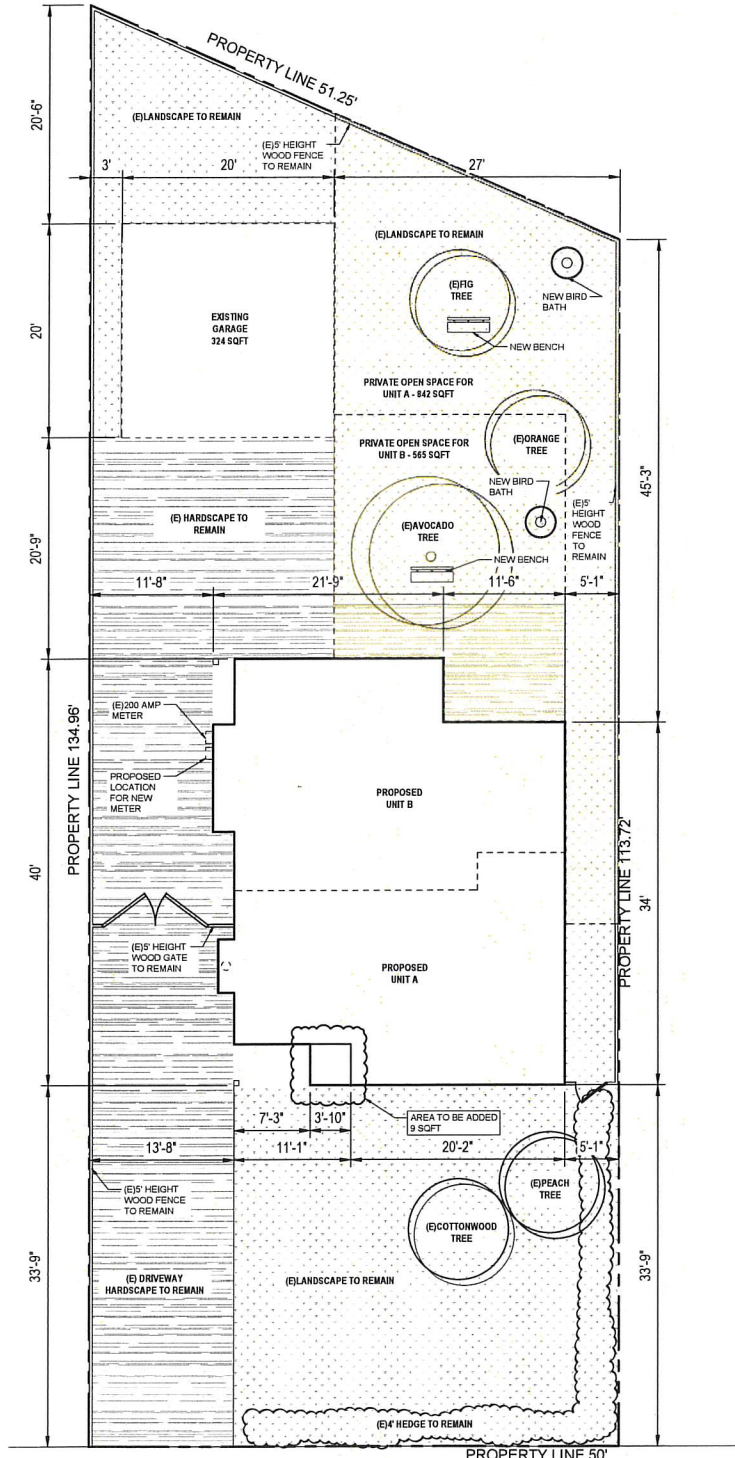 PROPERTY LINE 51.25'
20'-6"
(E)LANDSCAPE TO REMAIN
(E)5' HEIGHT
WOOD FENCE
TO REMAIN
3'
20'
27'
(E)LANDSCAPE TO REMAIN
(E)FIG
TREE
NEW BIRD
BATH
NEW BENCH
EXISTING
GARAGE
324 SQFT
20'
PRIVATE OPEN SPACE FOR
UNIT A - 842 SQFT
PRIVATE OPEN SPACE FOR
UNIT B - 565 SQFT
(E)ORANGE
TREE
NEW BIRD
BATH
45'-3"
(E)5'
HEIGHT
WOOD
FENCE
TO
REMAIN
(E) HARDSCAPE TO
REMAIN
(E)AVOCADO
TREE
NEW BENCH
20'-9"
11'-8"
21'-9"
11'-6"
5'-1"
(E)200 AMP
METER
PROPERTY LINE 134.96'
PROPOSED
LOCATION
FOR NEW
METER
PROPOSED
UNIT B
PROPERTY LINE 113.72'
40'
34'
(E)5' HEIGHT
WOOD GATE
TO REMAIN
PROPOSED
UNIT A
AREA TO BE ADDED
9 SQFT
7'-3"
3'-10"
13'-8"
11'-1"
20'-2"
5'-1"
(E)5' HEIGHT
WOOD FENCE
TO REMAIN
(E)PEACH
TREE
(E)COTTONWOOD
TREE
33'-9"
33'-9"
(E) DRIVEWAY
HARDSCAPE TO REMAIN
(E)LANDSCAPE TO REMAIN
(E)4' HEDGE TO REMAIN
PROPERTY LINE 50'